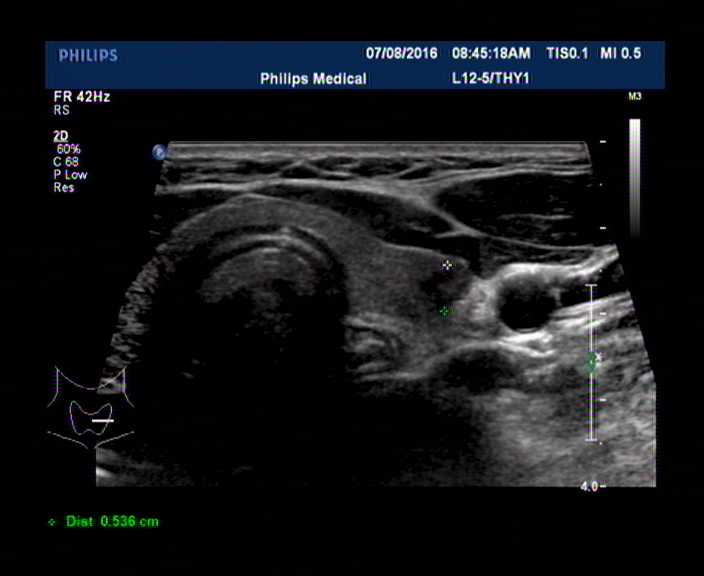 PHILIPS
07/08/2016 08:45:18AM TIS0.1 MI 0.5
Philips Medical L12-5/THY1
FR 42Hz
RS
M3
2D
60%
C 68
P Low
Res
P
4.0
Dist 0.536 cm